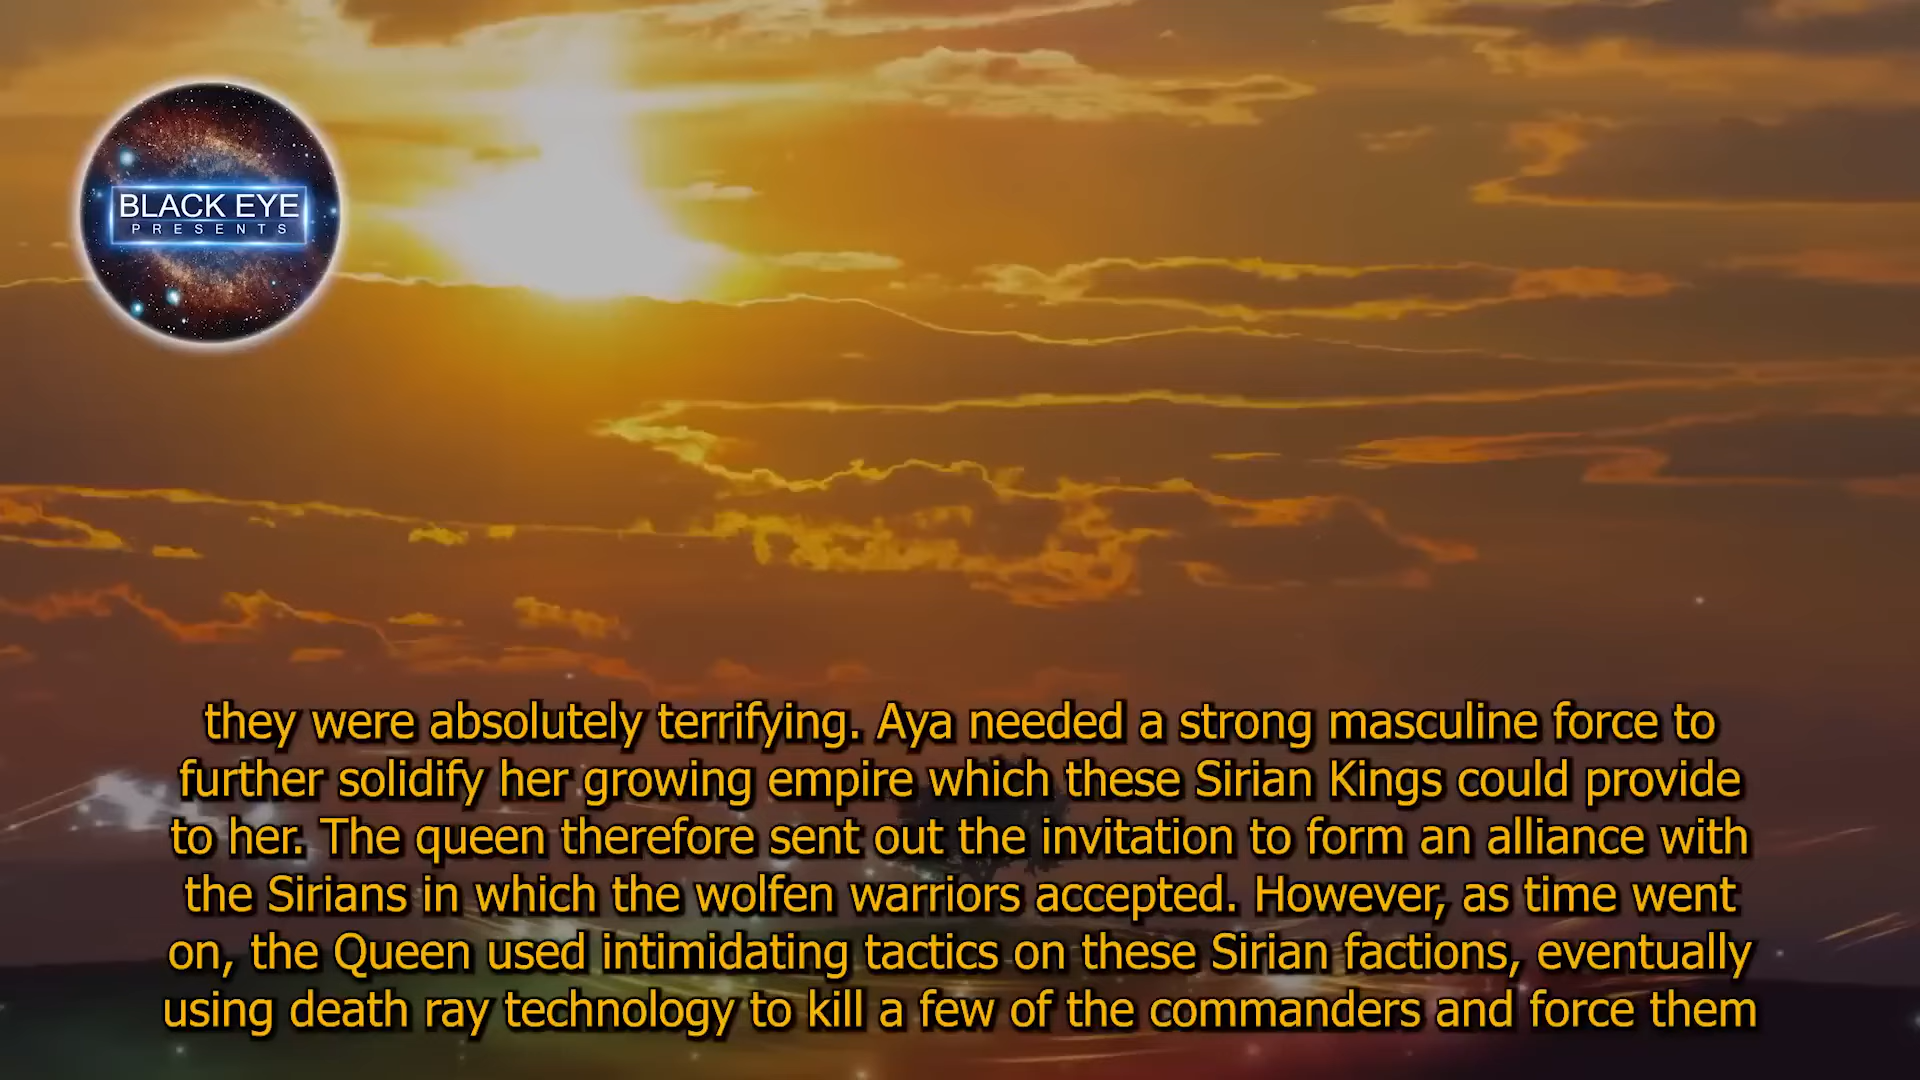 BLACK EYE
PRESENTS
they were absolutely terrifying. Aya needed a strong masculine force to
further solidify her growing empire which these Sirian Kings could provide
to her. The queen therefore sent out the invitation to form an alliance with
the Sirians in which the wolfen warriors accepted. However, as time went
on, the Queen used intimidating tactics on these Sirian factions, eventually
using death ray technology to kill a few of the commanders and force them